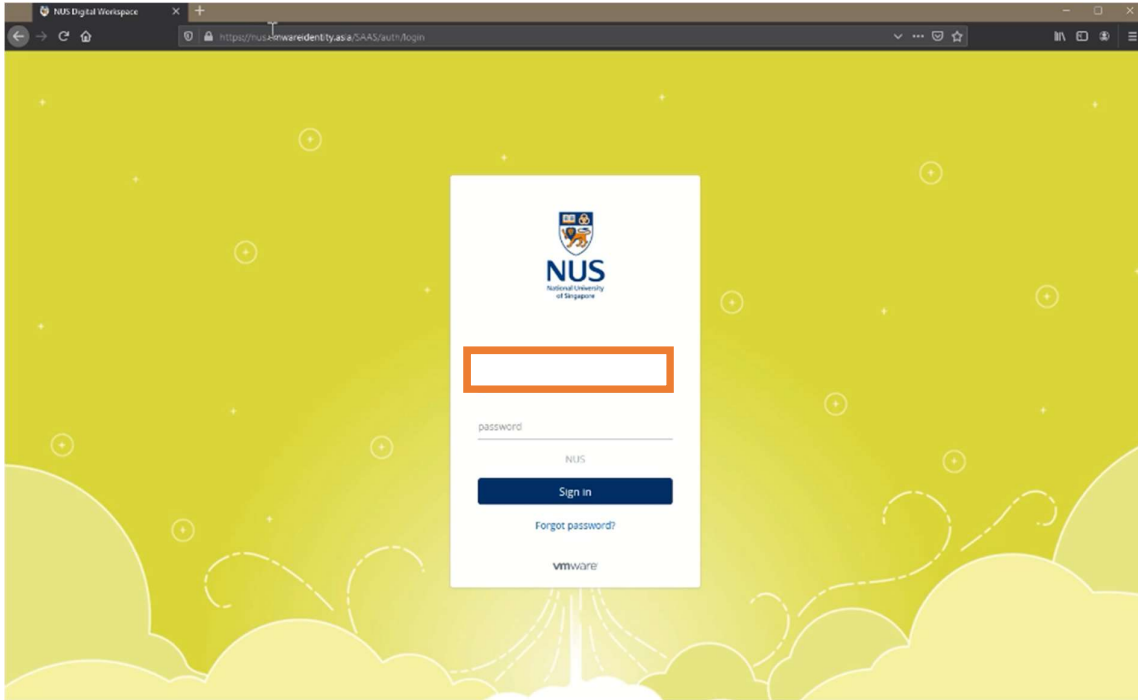 NUS Digital Workspace
https://nus.vmwareidentity.asia/SAAS/auth/login
NUS
National University
of Singapore
password
NUS
Sign in
Forgot password?
vmware